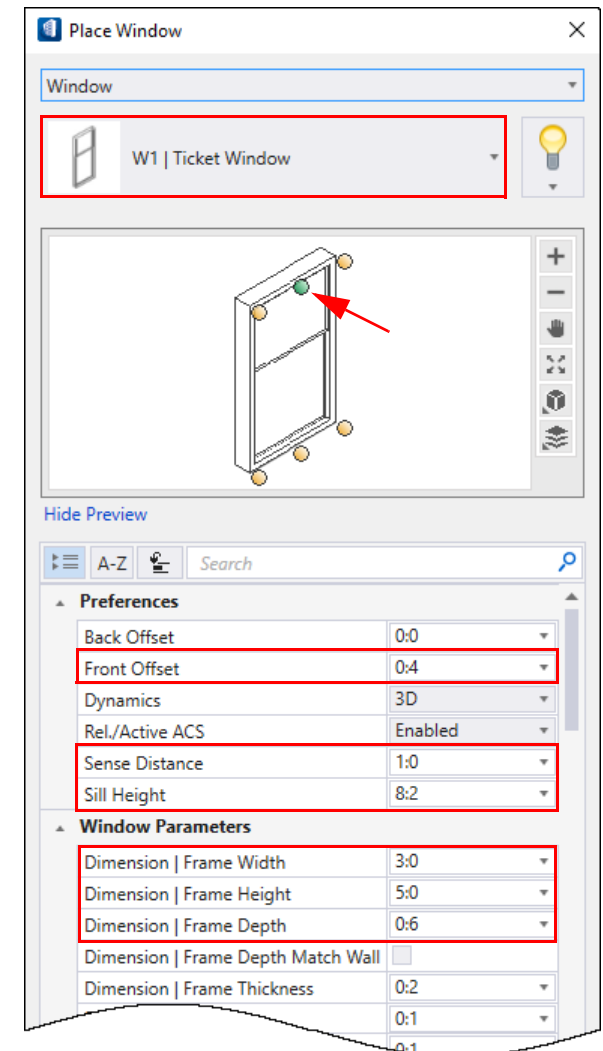 Place Window
Window
W1 | Ticket Window
Hide Preview
A-Z Search
Preferences
Back Offset 0:0
Front Offset 0:4
Dynamics 3D
Rel./Active ACS Enabled
Sense Distance 1:0
Sill Height 8:2
Window Parameters
Dimension | Frame Width 3:0
Dimension | Frame Height 5:0
Dimension | Frame Depth 0:6
Dimension | Frame Depth Match Wall
Dimension | Frame Thickness 0:2
0:1